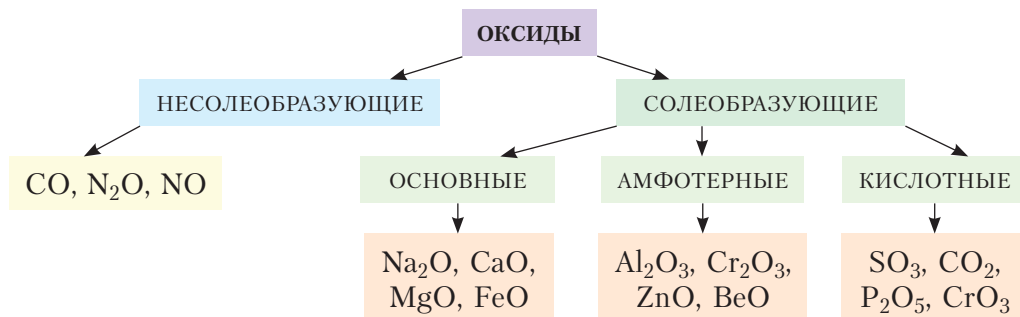 ОКСИДЫ
НЕСОЛЕОБРАЗУЮЩИЕ
СОЛЕОБРАЗУЮЩИЕ
CO, N₂O, NO
ОСНОВНЫЕ
АМФОТЕРНЫЕ
КИСЛОТНЫЕ
Na₂O, CaO,
MgO, FeO
Al₂O₃, Cr₂O₃,
ZnO, BeO
SO₃, CO₂,
P₂O₅, CrO₃